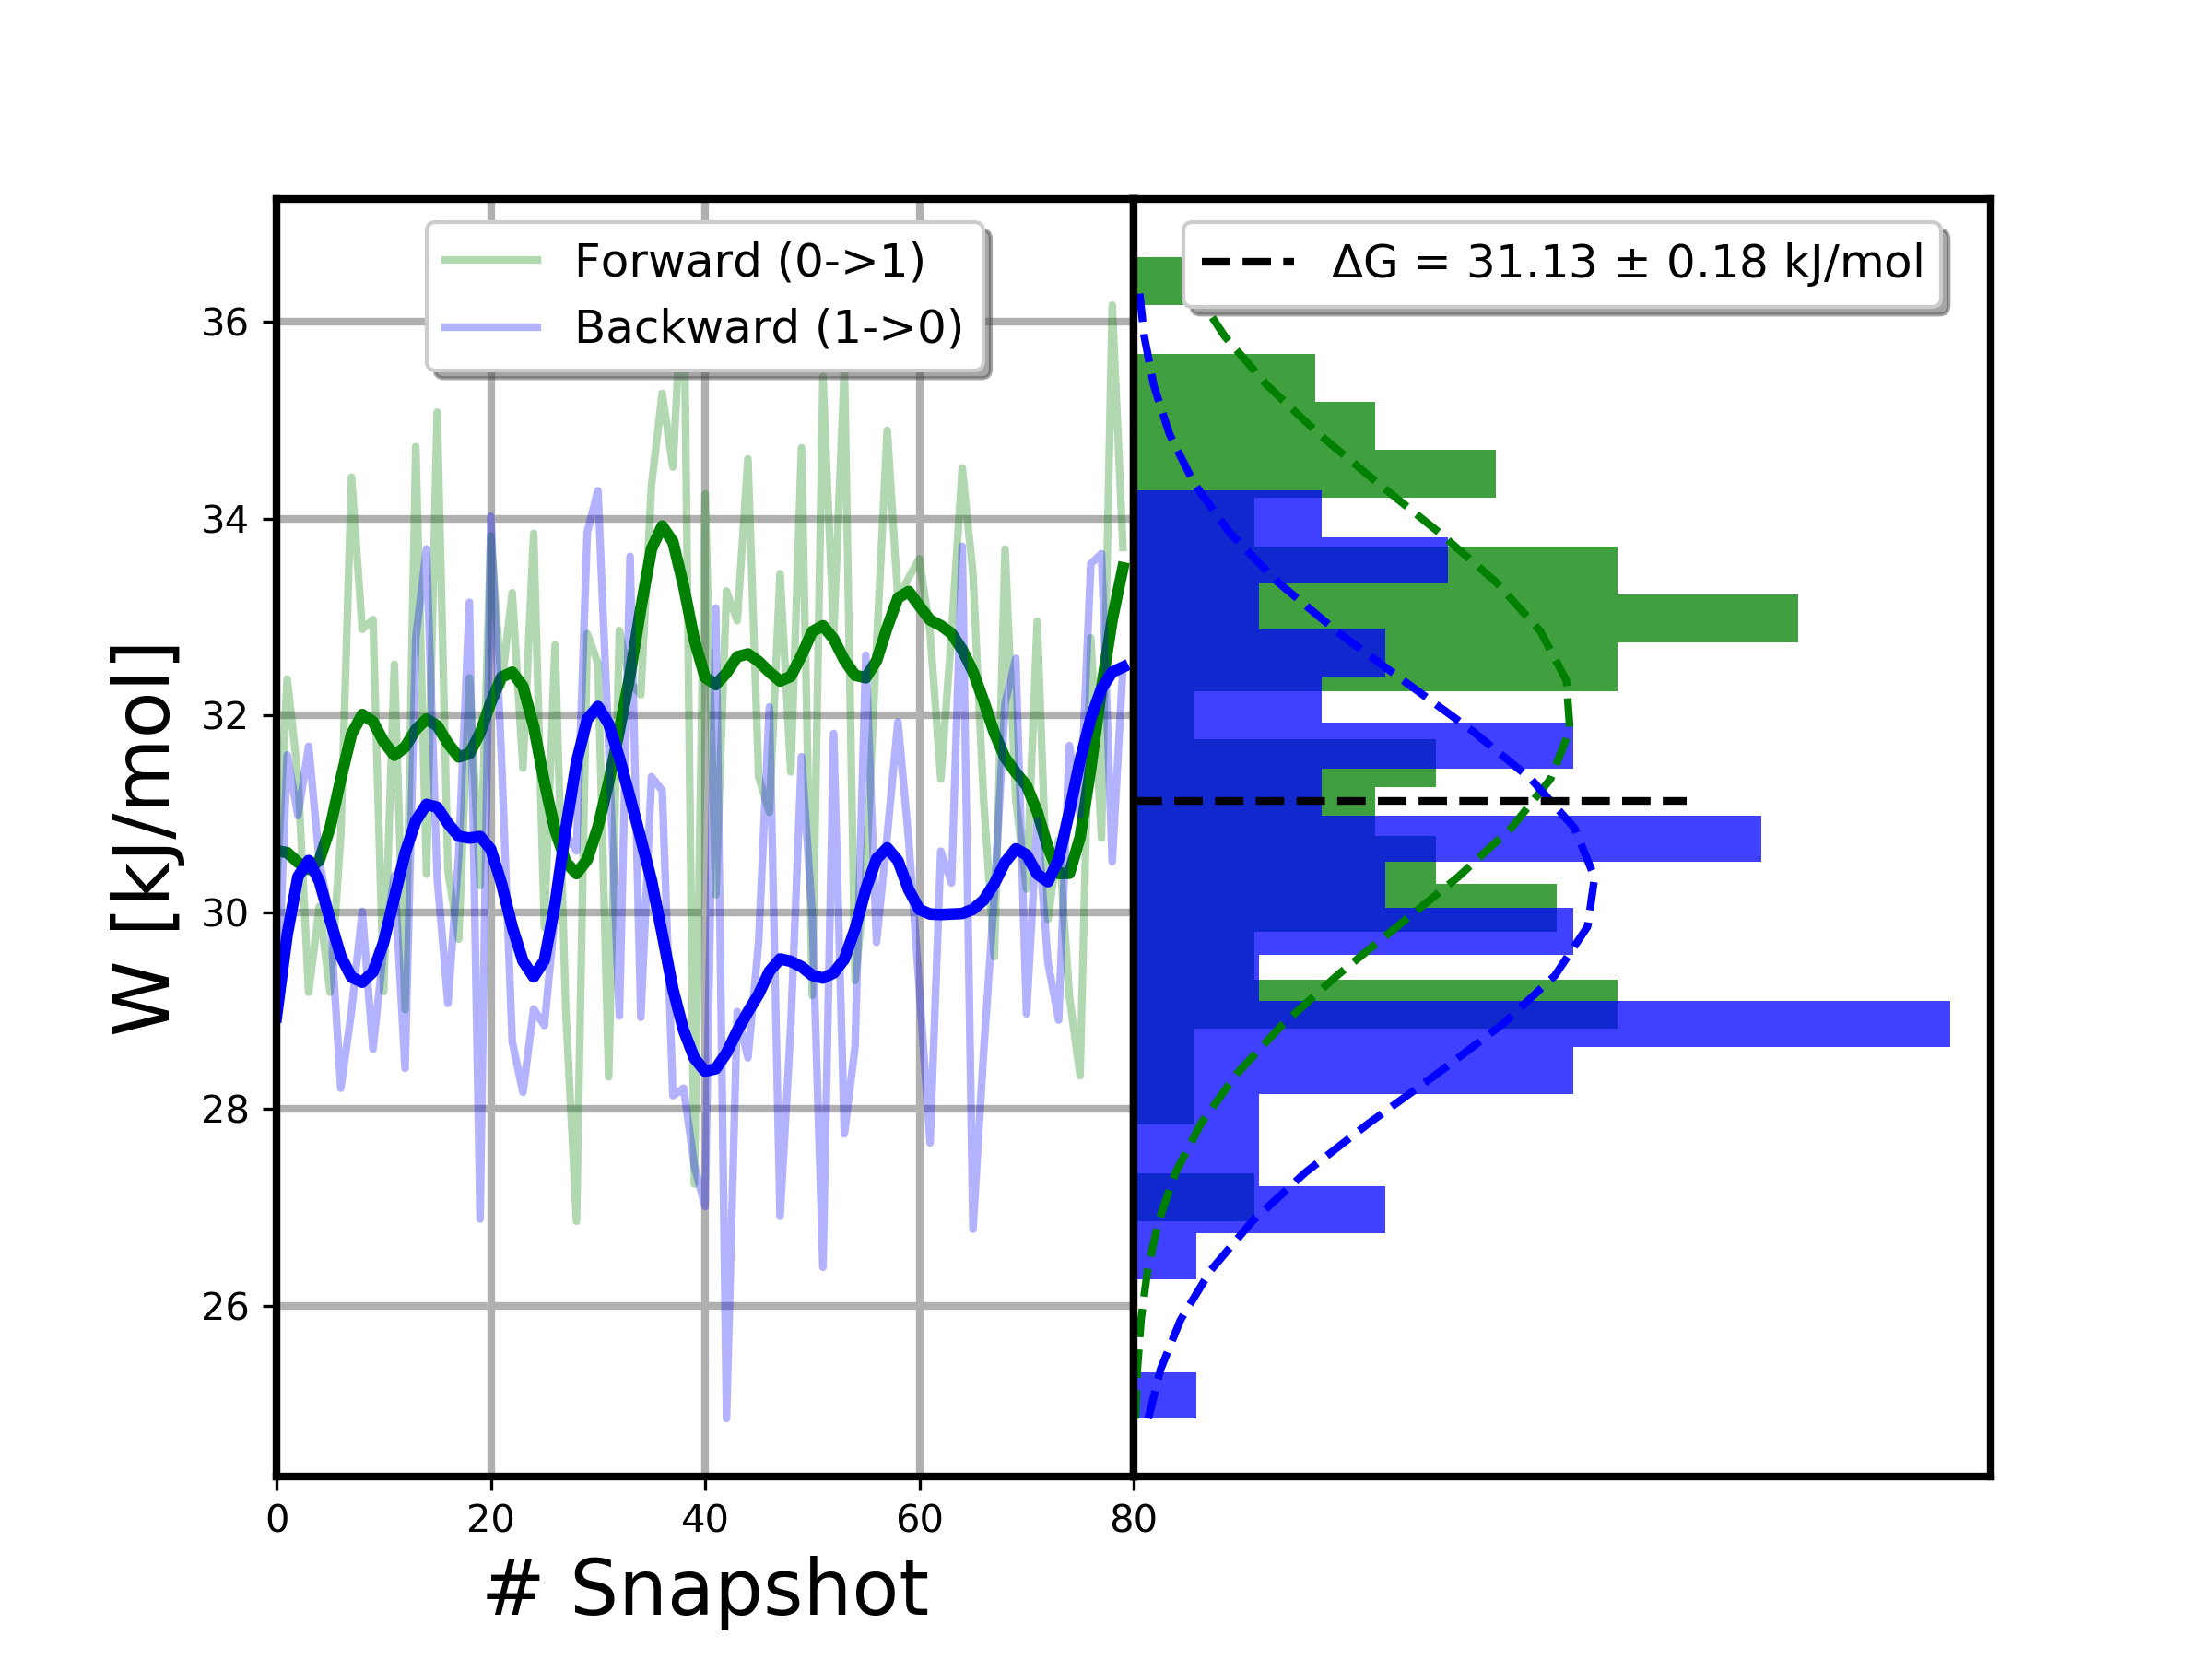 Forward (0->1)
Backward (1->0)
ΔG = 31.13 ± 0.18 kJ/mol
36
34
32
30
28
26
W [kJ/mol]
0 20 40 60 80
# Snapshot